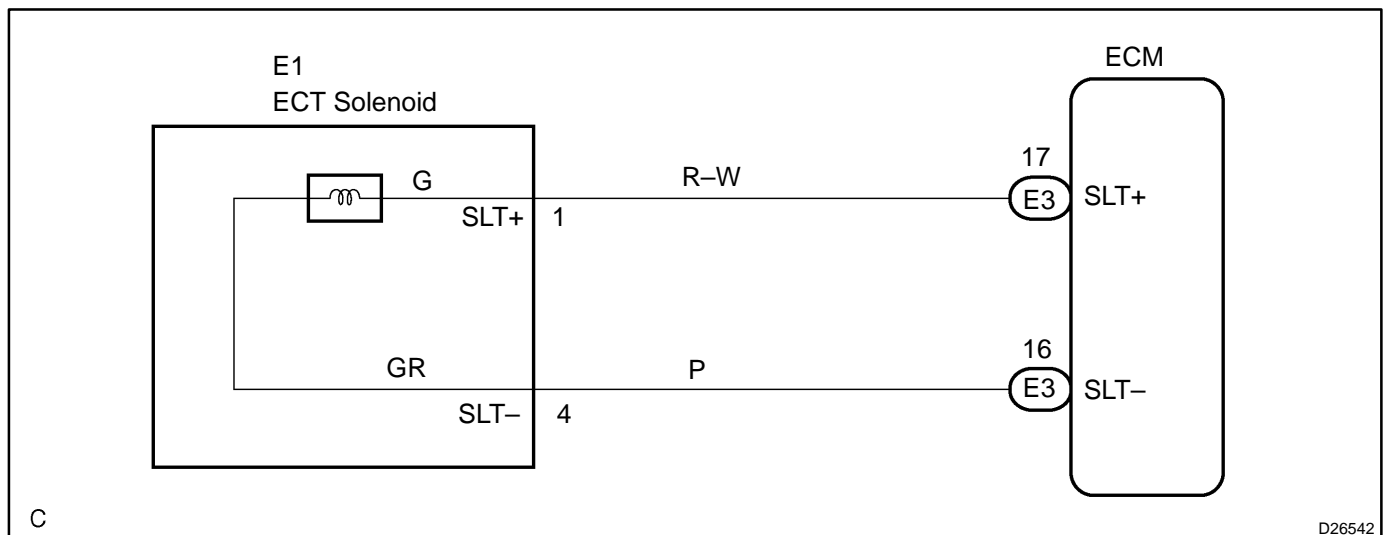 E1
ECT Solenoid
ECM
G
R–W
17
E3
SLT+
SLT+
1
GR
P
16
E3
SLT–
SLT–
4
C
D26542